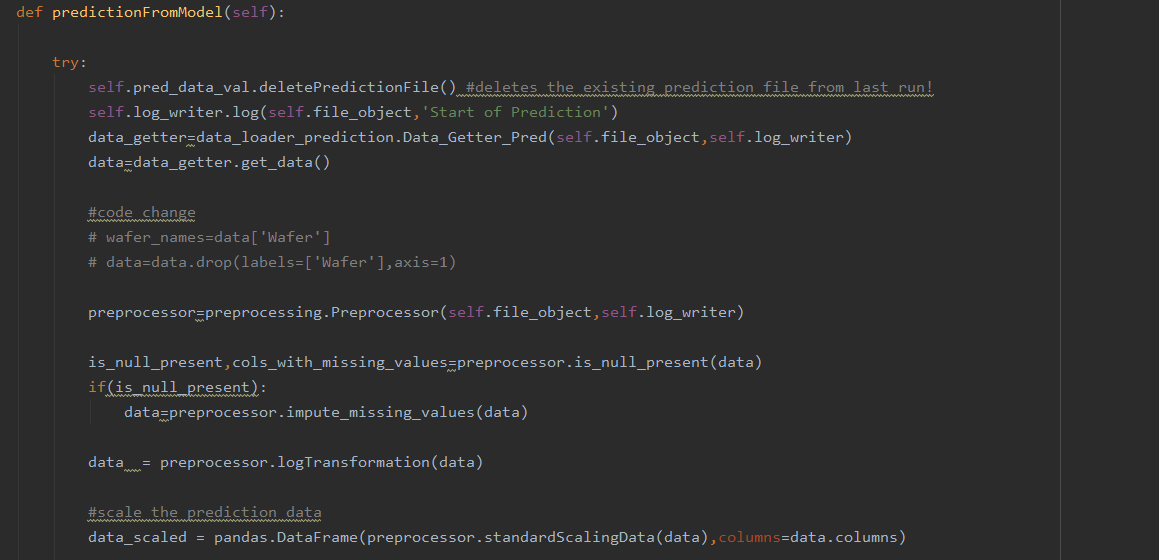 def predictionFromModel(self):
try:
self.pred_data_val.deletePredictionFile() #deletes the existing prediction file from last run!
self.log_writer.log(self.file_object,'Start of Prediction')
data_getter=data_loader_prediction.Data_Getter_Pred(self.file_object,self.log_writer)
data=data_getter.get_data()
#code change
# wafer_names=data['Wafer']
# data=data.drop(labels=['Wafer'],axis=1)
preprocessor=preprocessing.Preprocessor(self.file_object,self.log_writer)
is_null_present,cols_with_missing_values=preprocessor.is_null_present(data)
if(is_null_present):
data=preprocessor.impute_missing_values(data)
data  = preprocessor.logTransformation(data)
#scale the prediction data
data_scaled = pandas.DataFrame(preprocessor.standardScalingData(data),columns=data.columns)